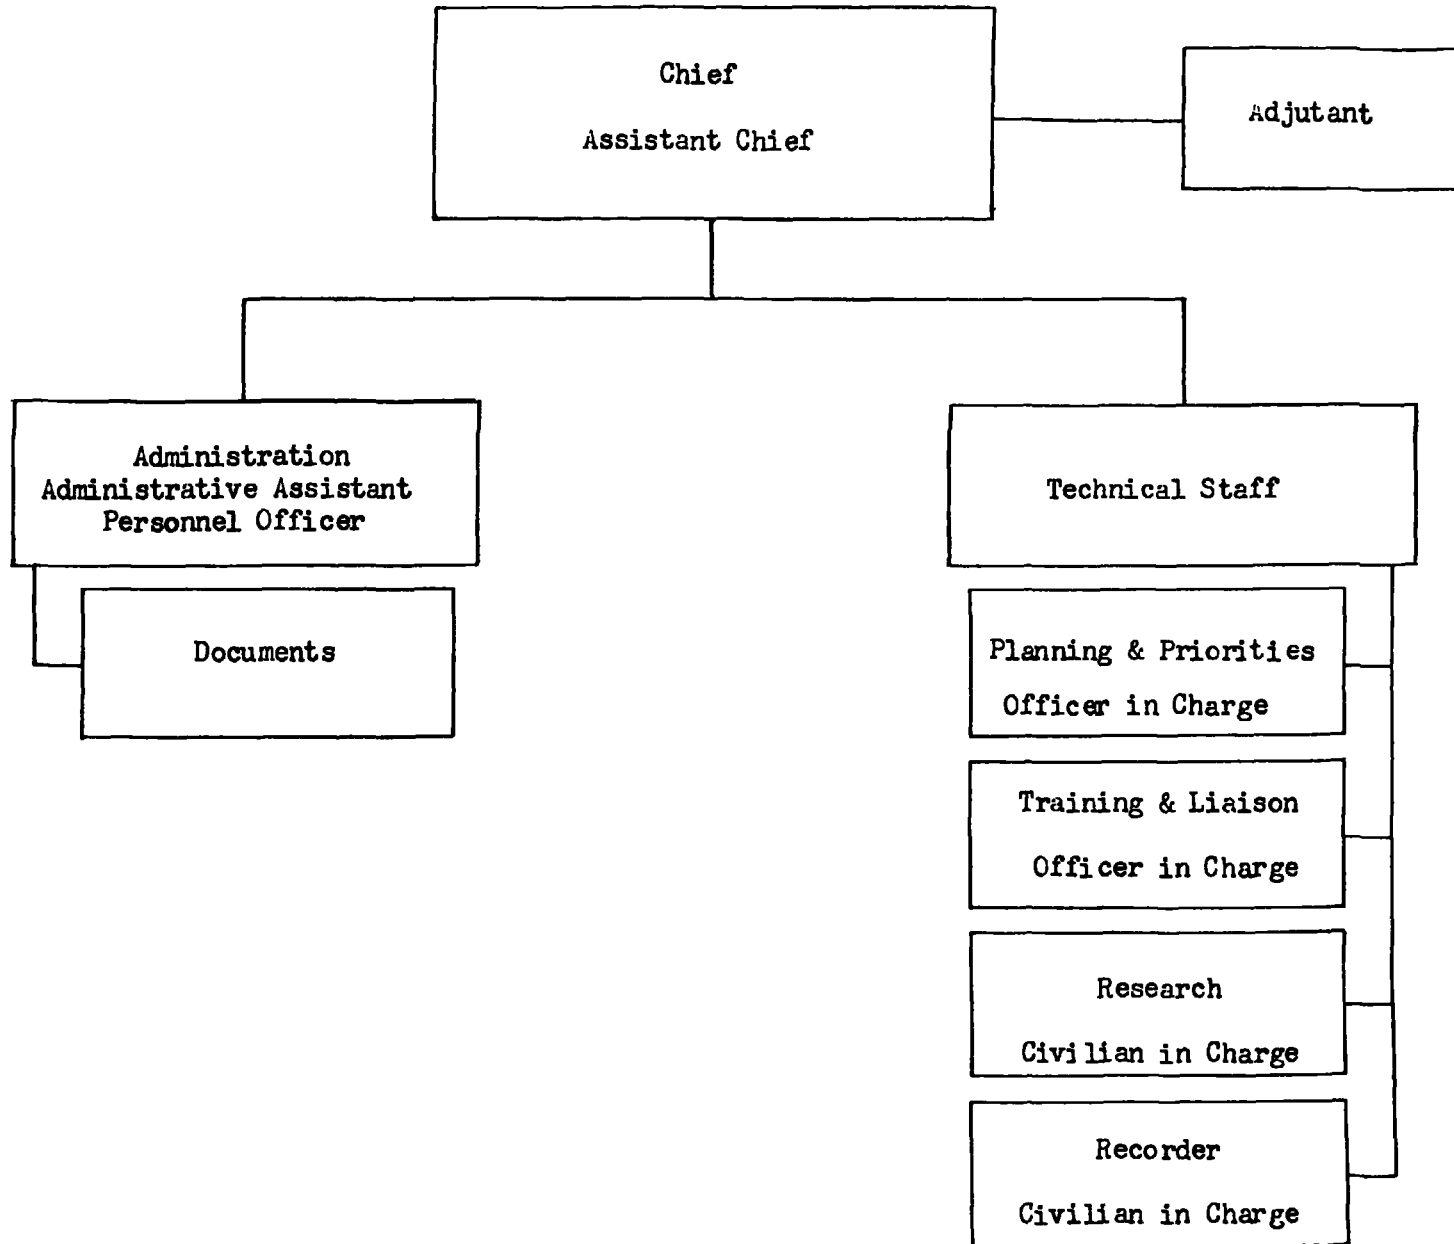 Chief
Assistant Chief
Adjutant
Administration
Administrative Assistant
Personnel Officer
Documents
Technical Staff
Planning & Priorities
Officer in Charge
Training & Liaison
Officer in Charge
Research
Civilian in Charge
Recorder
Civilian in Charge